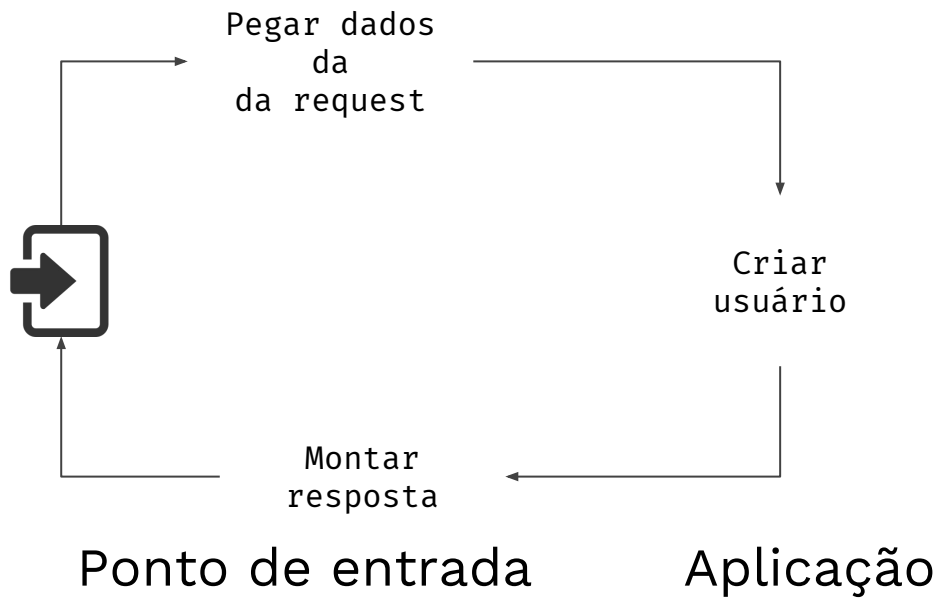 Pegar dados
da
da request
Criar
usuário
Montar
resposta
Ponto de entrada
Aplicação